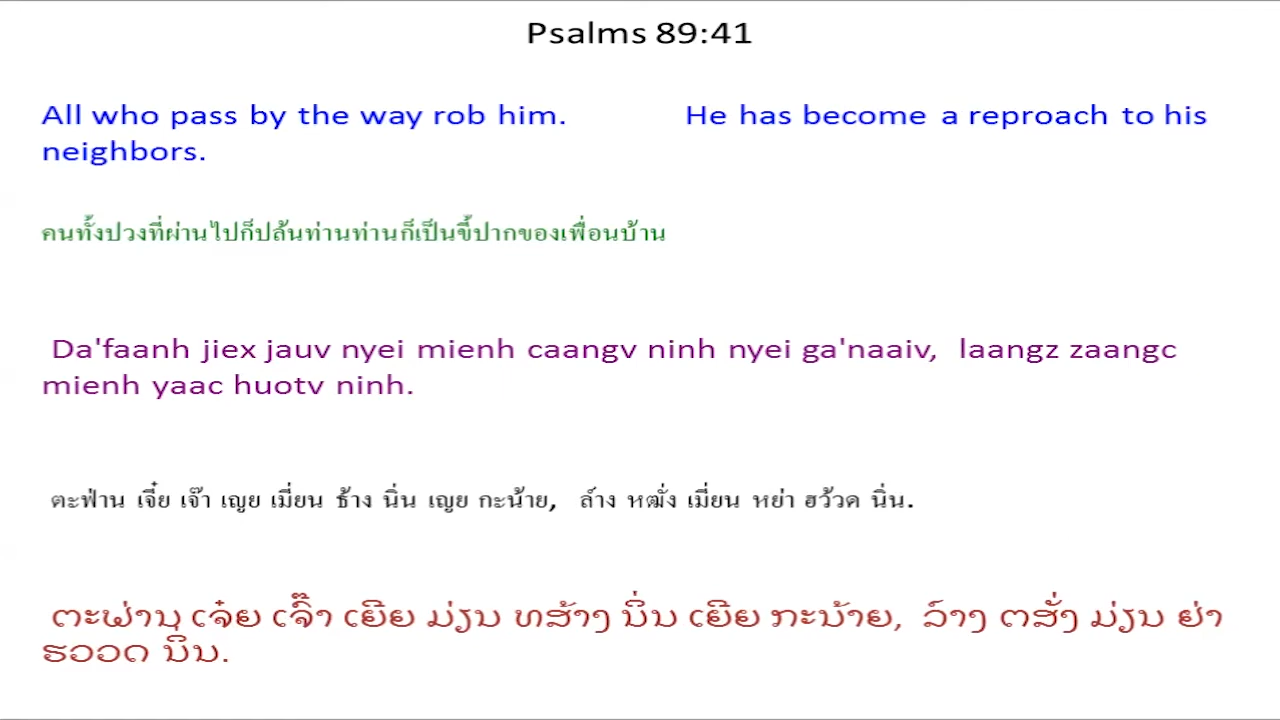 Psalms 89:41
All who pass by the way rob him. He has become a reproach to his
neighbors.
คนทั้งปวงที่ผ่านไปก็ปล้นท่านท่านก็เป็นขี้ปากของเพื่อนบ้าน
Da'faanh jiex jauv nyei mienh caangv ninh nyei ga'naaiv, laangz zaangc
mienh yaac huotv ninh.
ตะฟ่าน เจี๋ย เจ๊า เญย เมี่ยน ธ้าง นิ่น เญย กะน้าย, ล์าง หฒั่ง เมี่ยน หย่า ฮว้วด นิ่น.
ຕະຟ່ານ ເຈ໋ຍ ເຈົ໊າ ເຍີຍ ມ່ຽນ ທສ້າງ ນິ່ນ ເຍີຍ ກະນ້າຍ, ລ໌າງ ຕສັ່ງ ມ່ຽນ ຢ່າ
ຮວວດ ນິ່ນ.